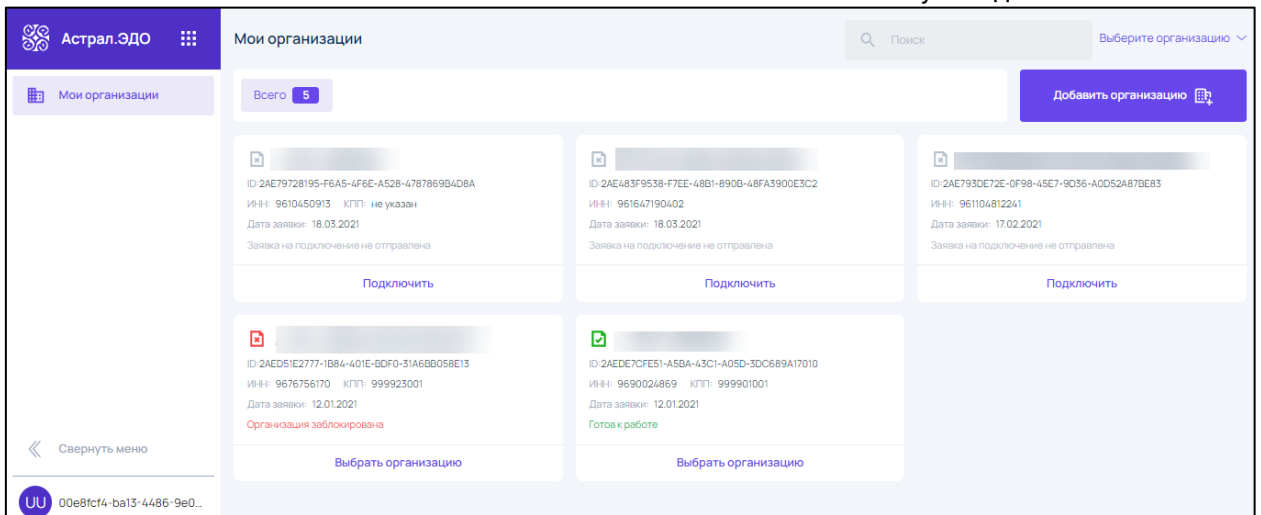 Астрал.ЭДО
Мои организации
Поиск
Выберите организацию
Мои организации
Всего 5
Добавить организацию
ID:2AE79728195-F6A5-4F6E-A528-4787869B4D8A
ИНН: 9610450913 КПП: не указан
Дата заявки: 18.03.2021
Заявка на подключение не отправлена
Подключить
ID:2AE483F9538-F7EE-48B1-890B-48FA3900E3C2
ИНН: 961647190402
Дата заявки: 18.03.2021
Заявка на подключение не отправлена
Подключить
ID:2AE793DE72E-0F98-45E7-9D36-A0D52A87BE83
ИНН: 961104812241
Дата заявки: 17.02.2021
Заявка на подключение не отправлена
Подключить
ID:2AED51E2777-1B84-401E-BDF0-31A6BB058E13
ИНН: 9676756170 КПП: 999923001
Дата заявки: 12.01.2021
Организация заблокирована
Выбрать организацию
ID:2AEDE7CFE51-A5BA-43C1-A05D-3DC689A17010
ИНН: 9690024869 КПП: 999901001
Дата заявки: 12.01.2021
Готов к работе
Выбрать организацию
Свернуть меню
UU 00e8fcf4-ba13-4486-9e0...